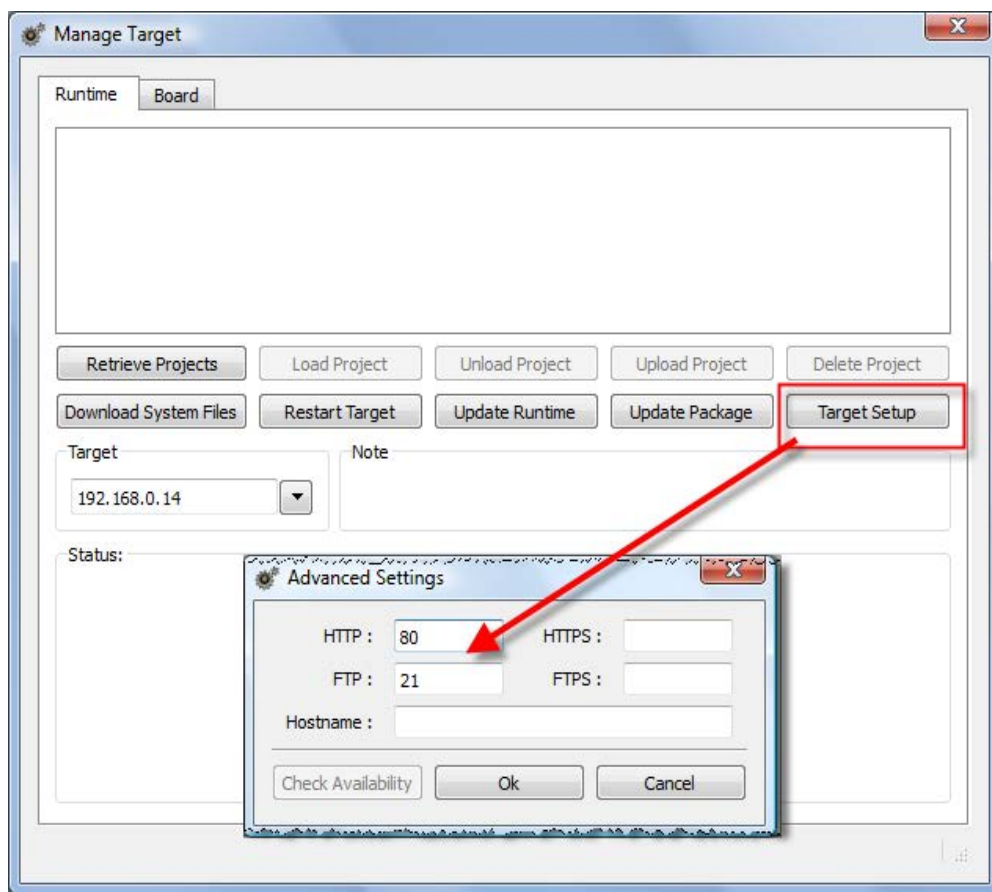 Manage Target
Runtime Board
Retrieve Projects Load Project Unload Project Upload Project Delete Project
Download System Files Restart Target Update Runtime Update Package Target Setup
Target Note
192.168.0.14
Status:
Advanced Settings
HTTP : 80 HTTPS :
FTP : 21 FTPS :
Hostname :
Check Availability Ok Cancel